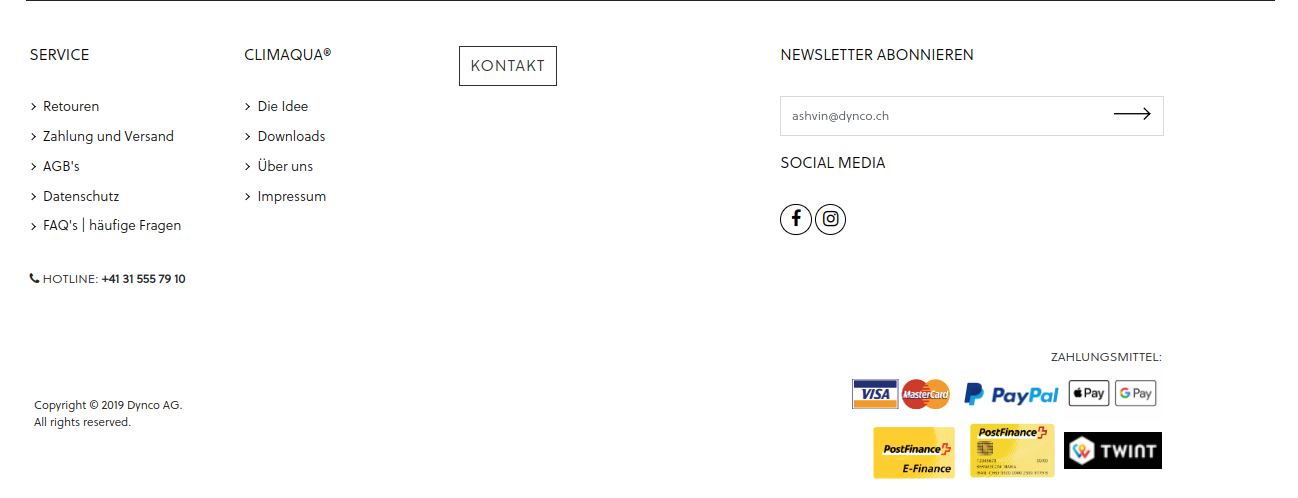 SERVICE
Retouren
Zahlung und Versand
AGB's
Datenschutz
FAQ's | häufige Fragen
HOTLINE: +41 31 555 79 10
CLIMAQUA®
Die Idee
Downloads
Über uns
Impressum
KONTAKT
NEWSLETTER ABONNIEREN
ashvin@dynco.ch
SOCIAL MEDIA
ZAHLUNGSMITTEL:
VISA MasterCard PayPal Pay G Pay
PostFinance
E-Finance
PostFinance
TWINT
Copyright © 2019 Dynco AG.
All rights reserved.